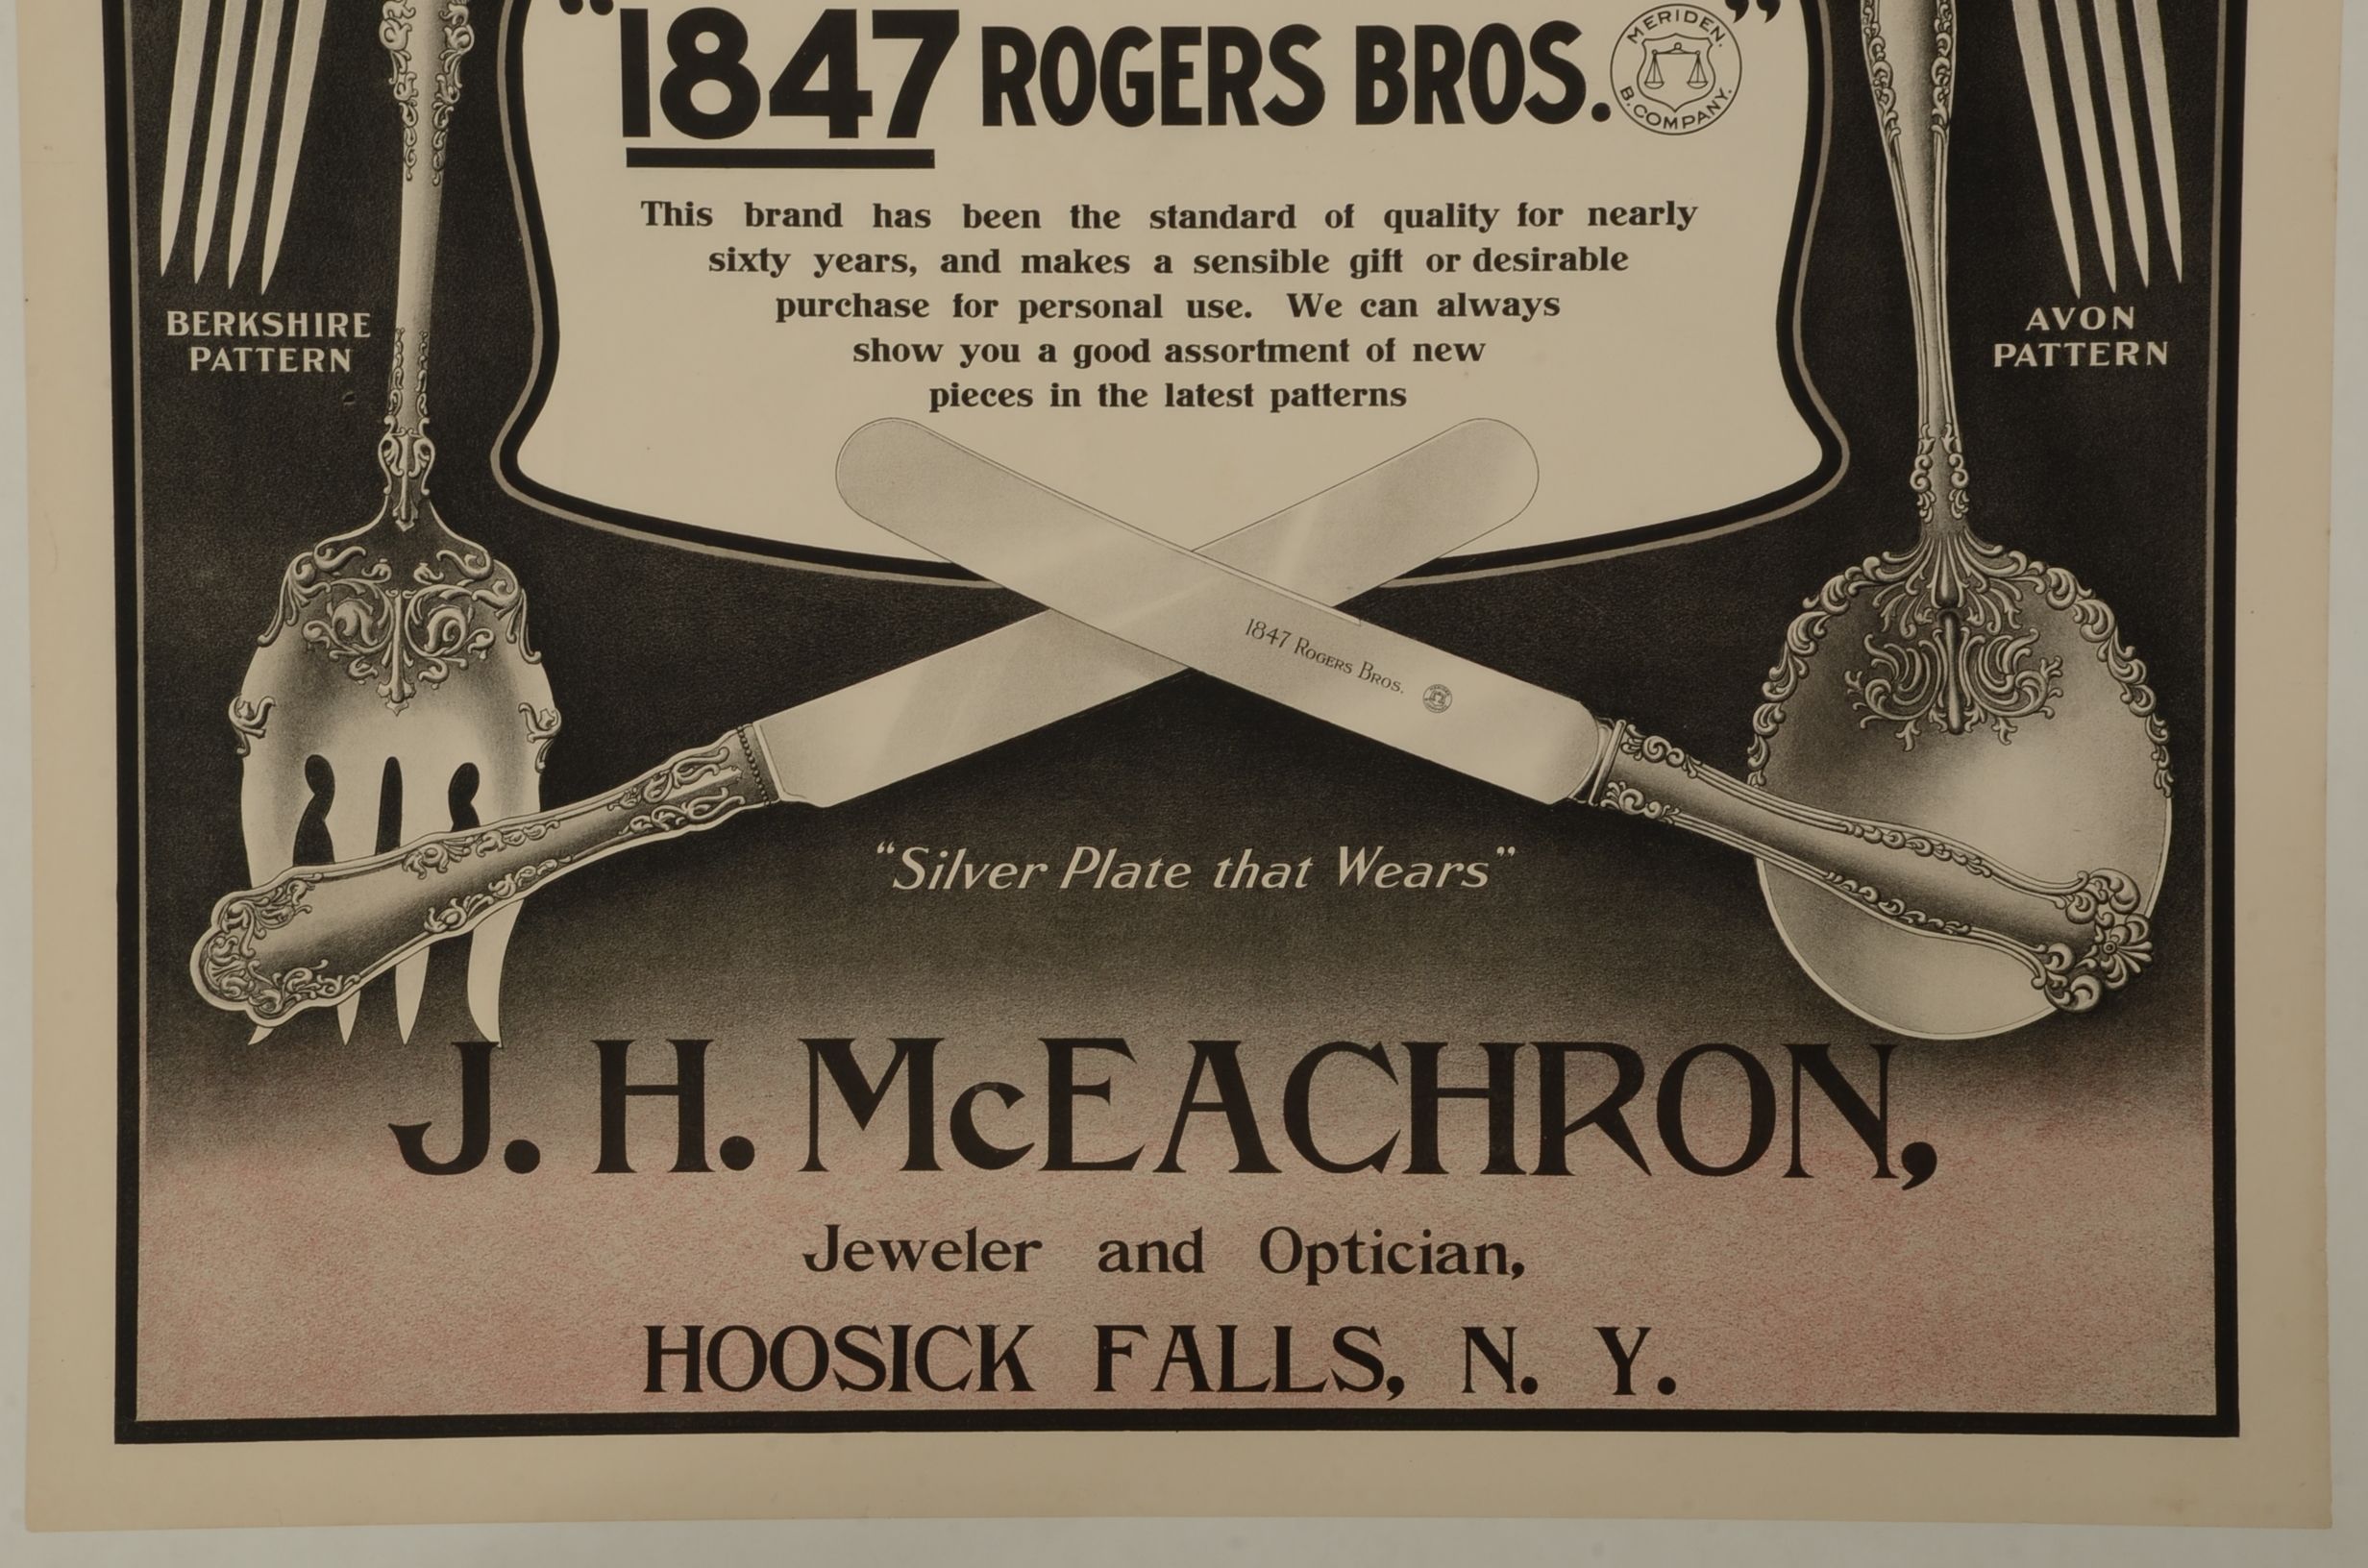 "1847 ROGERS BROS."
MERIDEN.
B. COMPANY.
This brand has been the standard of quality for nearly
sixty years, and makes a sensible gift or desirable
purchase for personal use. We can always
show you a good assortment of new
pieces in the latest patterns
BERKSHIRE
PATTERN
AVON
PATTERN
1847 ROGERS BROS.
"Silver Plate that Wears"
J. H. McEACHRON,
Jeweler and Optician,
HOOSICK FALLS, N. Y.